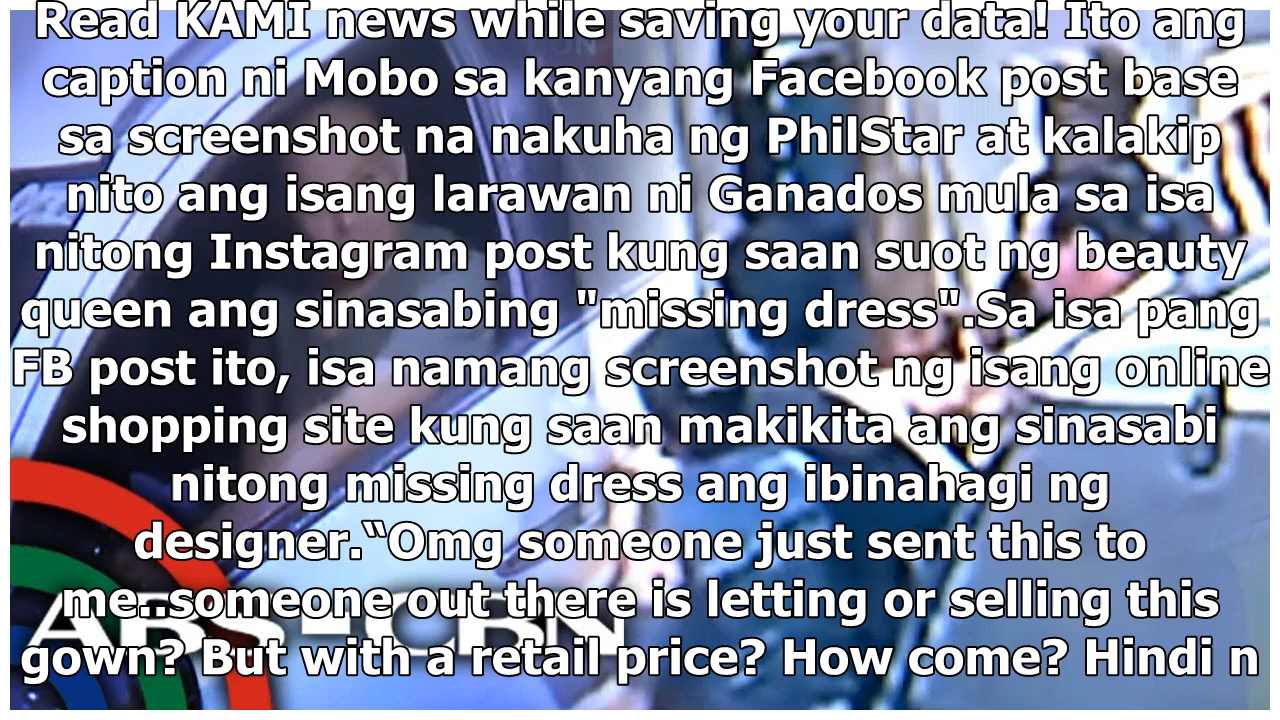 Read KAMI news while saving your data! Ito ang
caption ni Mobo sa kanyang Facebook post base
sa screenshot na nakuha ng PhilStar at kalakip
nito ang isang larawan ni Ganados mula sa isa
nitong Instagram post kung saan suot ng beauty
queen ang sinasabing "missing dress".Sa isa pang
FB post ito, isa namang screenshot ng isang online
shopping site kung saan makikita ang sinasabi
nitong missing dress ang ibinahagi ng
designer.“Omg someone just sent this to
me..someone out there is letting or selling this
gown? But with a retail price? How come? Hindi n
ABS-CBN